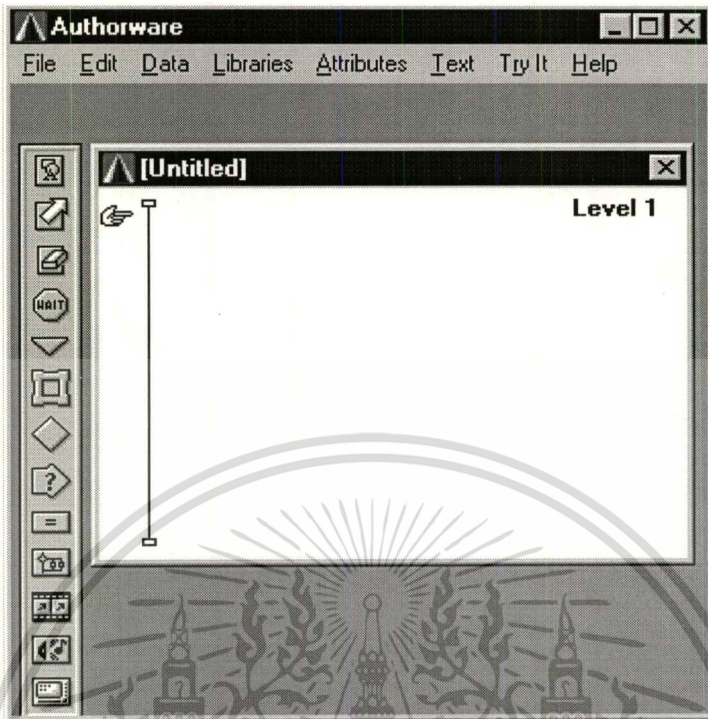 Authorware
File Edit Data Libraries Attributes Text Try It Help
[Untitled]
Level 1
WAIT
?
=